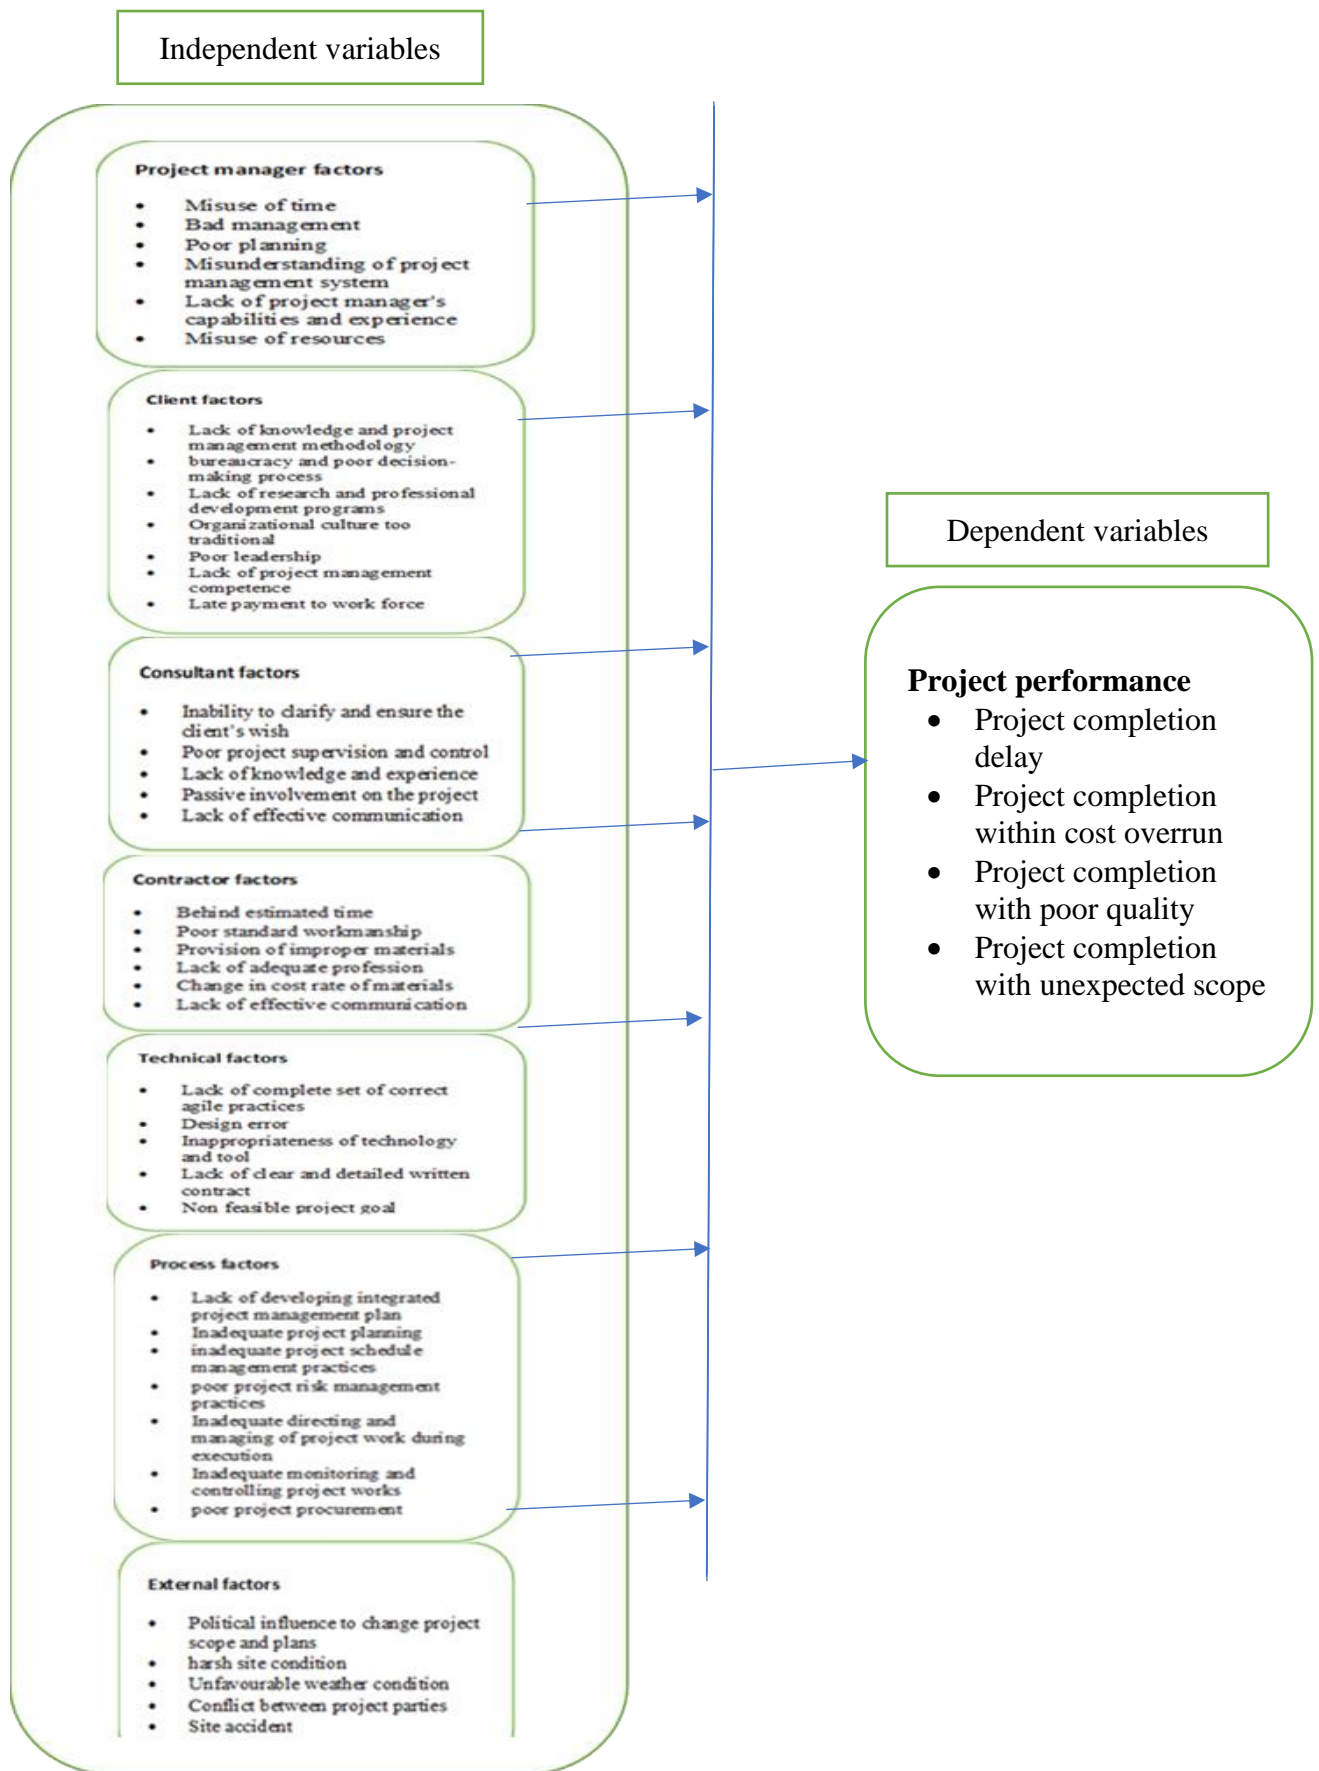 Independent variables
Project manager factors
• Misuse of time
• Bad management
• Poor planning
• Misunderstanding of project
management system
• Lack of project manager's
capabilities and experience
• Misuse of resources
Client factors
• Lack of knowledge and project
management methodology
• bureaucracy and poor decision-
making process
• Lack of research and professional
development programs
• Organizational culture too
traditional
• Poor leadership
• Lack of project management
competence
• Late payment to work force
Consultant factors
• Inability to clarify and ensure the
client's wish
• Poor project supervision and control
• Lack of knowledge and experience
• Passive involvement on the project
• Lack of effective communication
Contractor factors
• Behind estimated time
• Poor standard workmanship
• Provision of improper materials
• Lack of adequate profession
• Change in cost rate of materials
• Lack of effective communication
Technical factors
• Lack of complete set of correct
agile practices
• Design error
• Inappropriateness of technology
and tool
• Lack of clear and detailed written
contract
• Non feasible project goal
Process factors
• Lack of developing integrated
project management plan
• Inadequate project planning
• inadequate project schedule
management practices
• poor project risk management
practices
• Inadequate directing and
managing of project work during
execution
• Inadequate monitoring and
controlling project works
• poor project procurement
External factors
• Political influence to change project
scope and plans
• harsh site condition
• Unfavourable weather condition
• Conflict between project parties
• Site accident
Dependent variables
Project performance
• Project completion
delay
• Project completion
within cost overrun
• Project completion
with poor quality
• Project completion
with unexpected scope